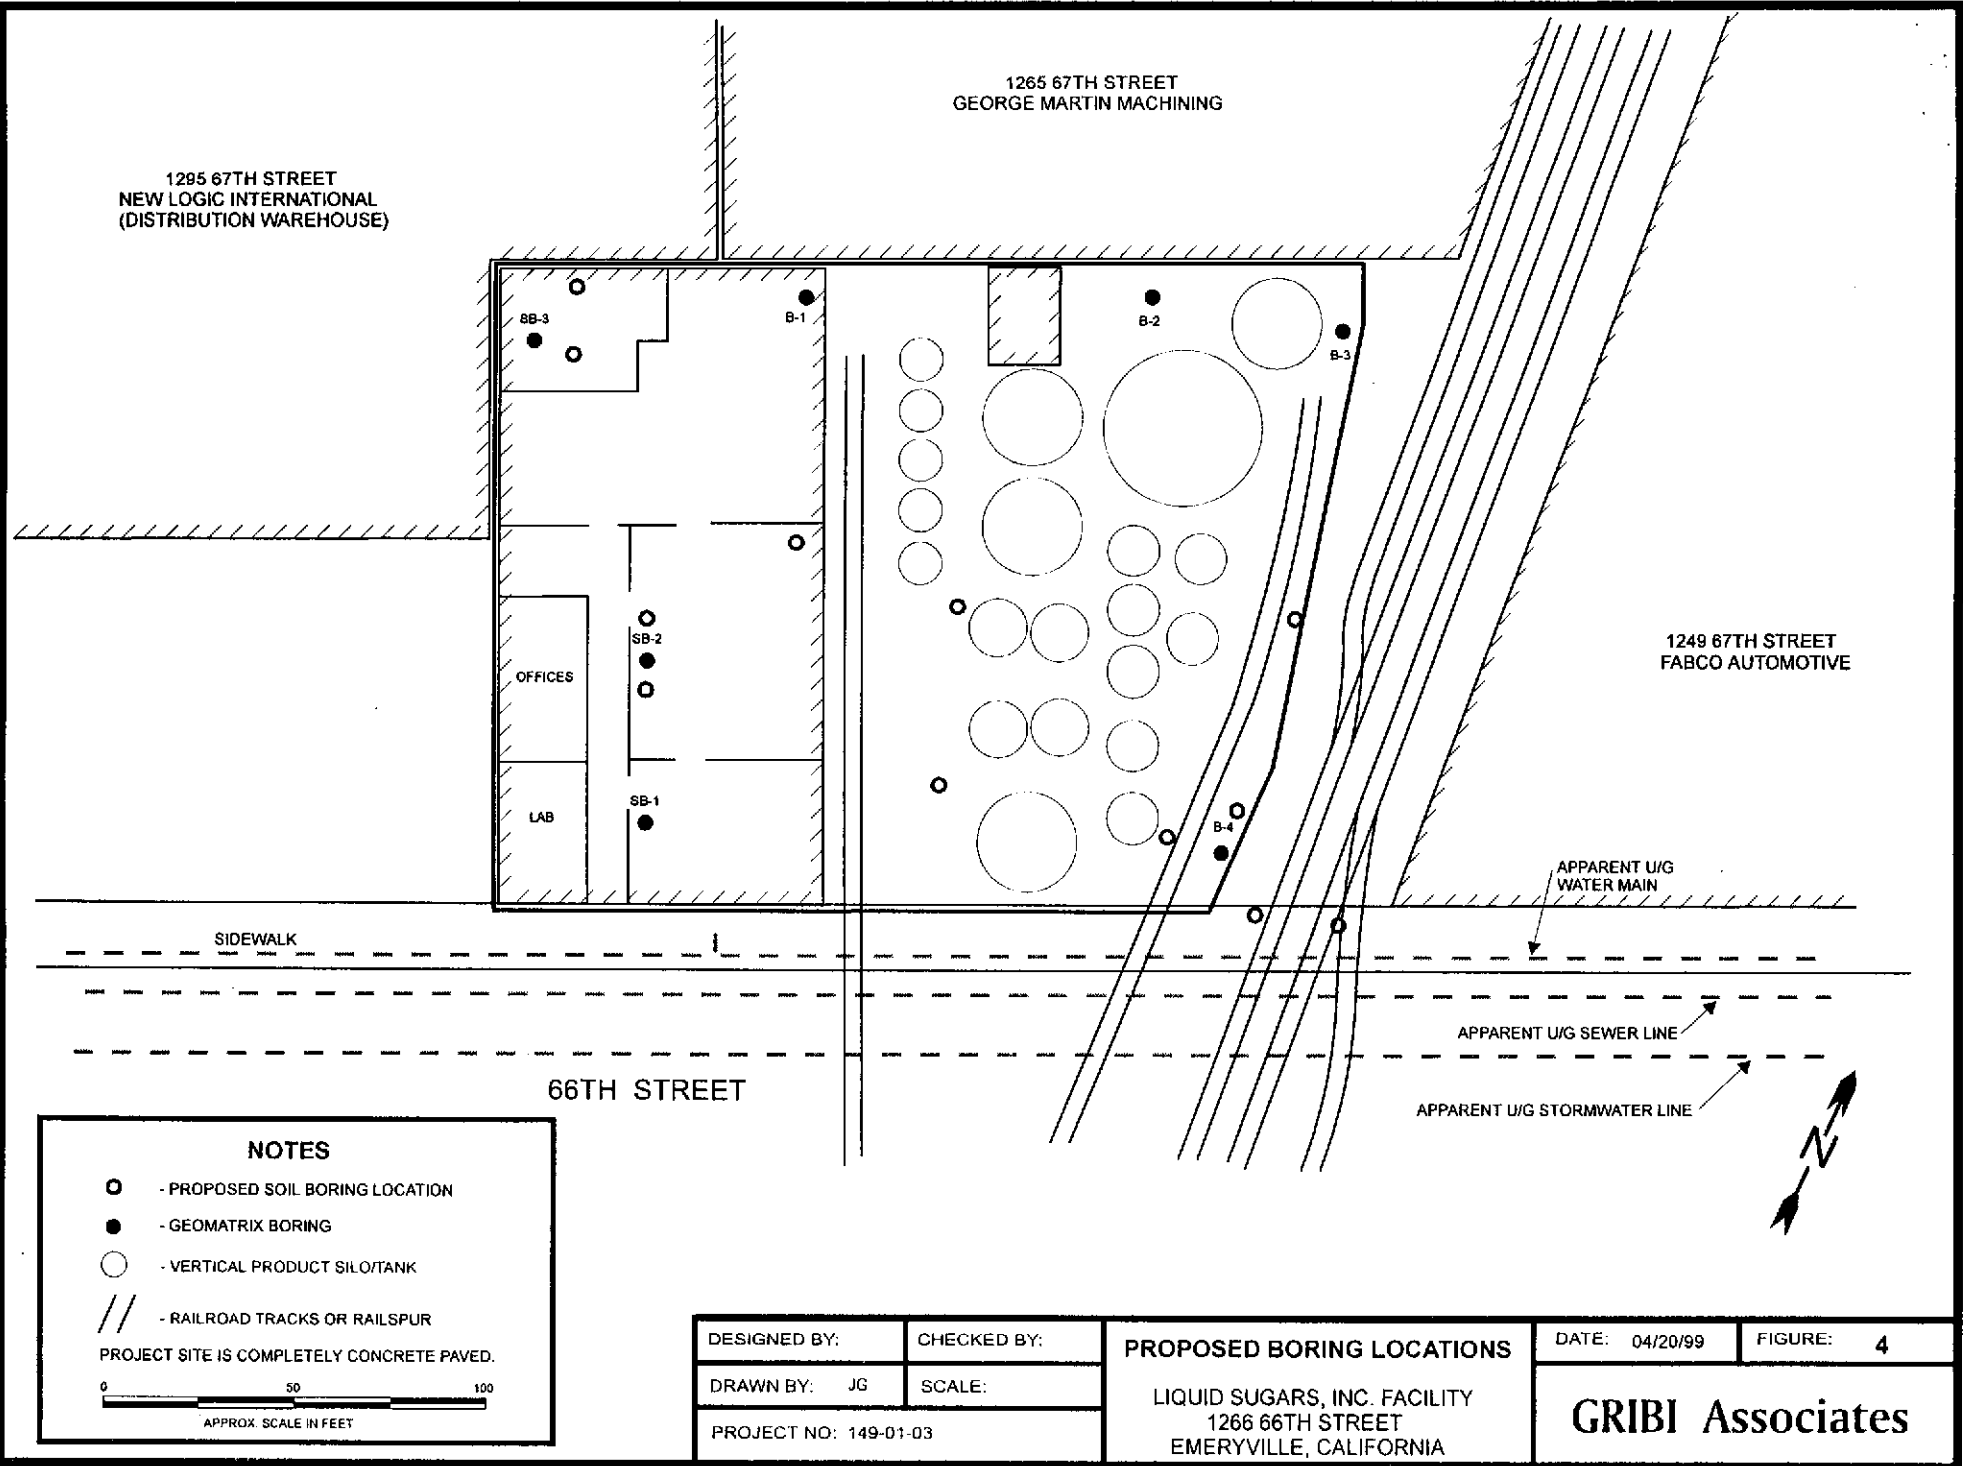 1265 67TH STREET
GEORGE MARTIN MACHINING
1295 67TH STREET
NEW LOGIC INTERNATIONAL
(DISTRIBUTION WAREHOUSE)
SB-3
B-1
B-2
B-3
SB-2
OFFICES
1249 67TH STREET
FABCO AUTOMOTIVE
SB-1
LAB
B-4
APPARENT U/G
WATER MAIN
SIDEWALK
APPARENT U/G SEWER LINE
66TH STREET
APPARENT U/G STORMWATER LINE
N
NOTES
- PROPOSED SOIL BORING LOCATION
- GEOMATRIX BORING
- VERTICAL PRODUCT SILO/TANK
- RAILROAD TRACKS OR RAILSPUR
PROJECT SITE IS COMPLETELY CONCRETE PAVED.
0 50 100
APPROX. SCALE IN FEET
DESIGNED BY:
CHECKED BY:
DRAWN BY: JG
SCALE:
PROJECT NO: 149-01-03
PROPOSED BORING LOCATIONS
LIQUID SUGARS, INC. FACILITY
1266 66TH STREET
EMERYVILLE, CALIFORNIA
DATE: 04/20/99
FIGURE: 4
GRIBI Associates